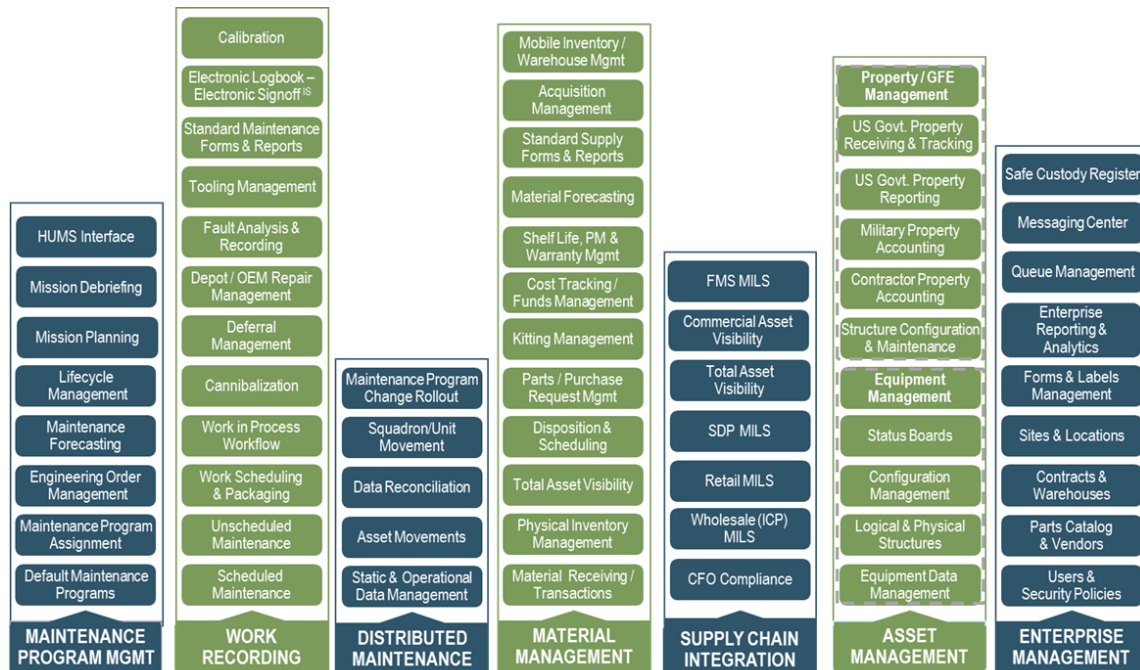 HUMS Interface
Mission Debriefing
Mission Planning
Lifecycle
Management
Maintenance
Forecasting
Engineering Order
Management
Maintenance Program
Assignment
Default Maintenance
Programs
MAINTENANCE
PROGRAM MGMT
Calibration
Electronic Logbook –
Electronic Signoff IS
Standard Maintenance
Forms & Reports
Tooling Management
Fault Analysis &
Recording
Depot / OEM Repair
Management
Deferral
Management
Cannibalization
Work in Process
Workflow
Work Scheduling
& Packaging
Unscheduled
Maintenance
Scheduled
Maintenance
WORK
RECORDING
Maintenance Program
Change Rollout
Squadron/Unit
Movement
Data Reconciliation
Asset Movements
Static & Operational
Data Management
DISTRIBUTED
MAINTENANCE
Mobile Inventory /
Warehouse Mgmt
Acquisition
Management
Standard Supply
Forms & Reports
Material Forecasting
Shelf Life, PM &
Warranty Mgmt
Cost Tracking /
Funds Management
Kitting Management
Parts / Purchase
Request Mgmt
Disposition &
Scheduling
Total Asset Visibility
Physical Inventory
Management
Material Receiving /
Transactions
MATERIAL
MANAGEMENT
FMS MILS
Commercial Asset
Visibility
Total Asset
Visibility
SDP MILS
Retail MILS
Wholesale (ICP)
MILS
CFO Compliance
SUPPLY CHAIN
INTEGRATION
Property / GFE
Management
US Govt. Property
Receiving & Tracking
US Govt. Property
Reporting
Military Property
Accounting
Contractor Property
Accounting
Structure Configuration
& Maintenance
Equipment
Management
Status Boards
Configuration
Management
Logical & Physical
Structures
Equipment Data
Management
ASSET
MANAGEMENT
Safe Custody Register
Messaging Center
Queue Management
Enterprise
Reporting &
Analytics
Forms & Labels
Management
Sites & Locations
Contracts &
Warehouses
Parts Catalog
& Vendors
Users &
Security Policies
ENTERPRISE
MANAGEMENT